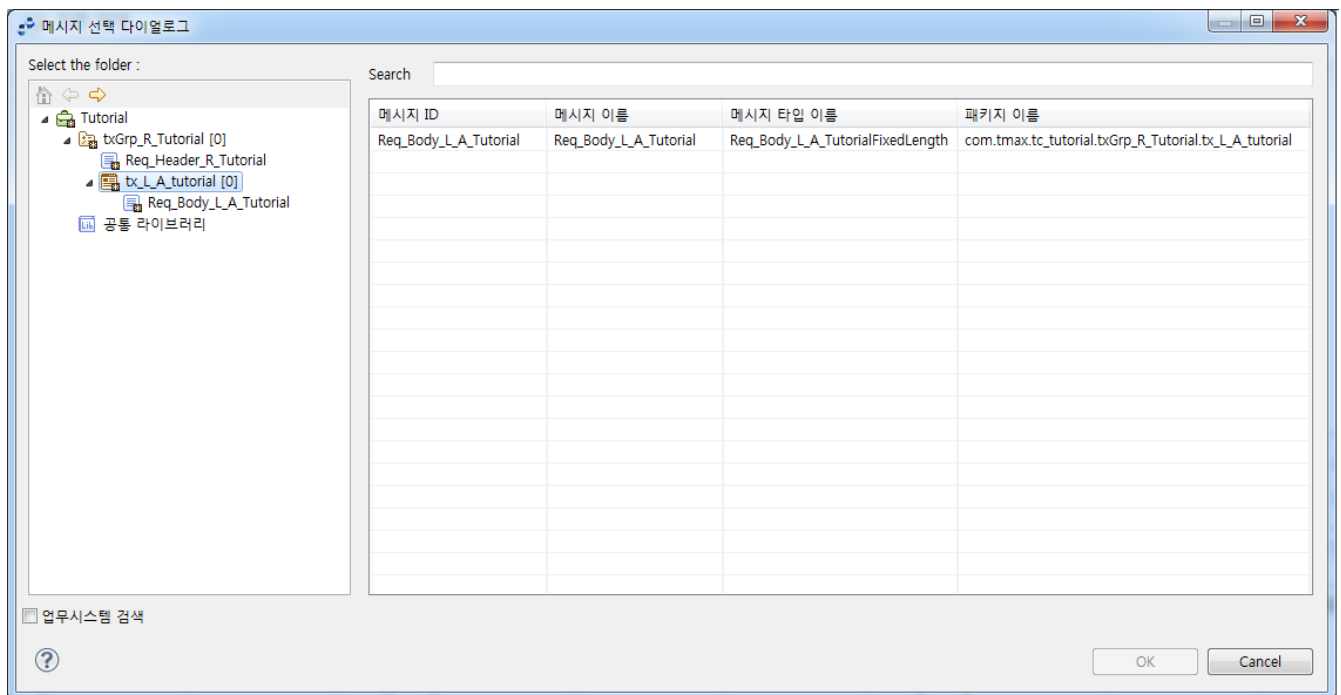 메시지 선택 다이얼로그
Select the folder :
Tutorial
txGrp_R_Tutorial [0]
Req_Header_R_Tutorial
tx_L_A_tutorial [0]
Req_Body_L_A_Tutorial
Lib 공통 라이브러리
Search
메시지 ID 메시지 이름 메시지 타입 이름 패키지 이름
Req_Body_L_A_Tutorial Req_Body_L_A_Tutorial Req_Body_L_A_TutorialFixedLength com.tmax.tc_tutorial.txGrp_R_Tutorial.tx_L_A_tutorial
업무시스템 검색
?
OK Cancel